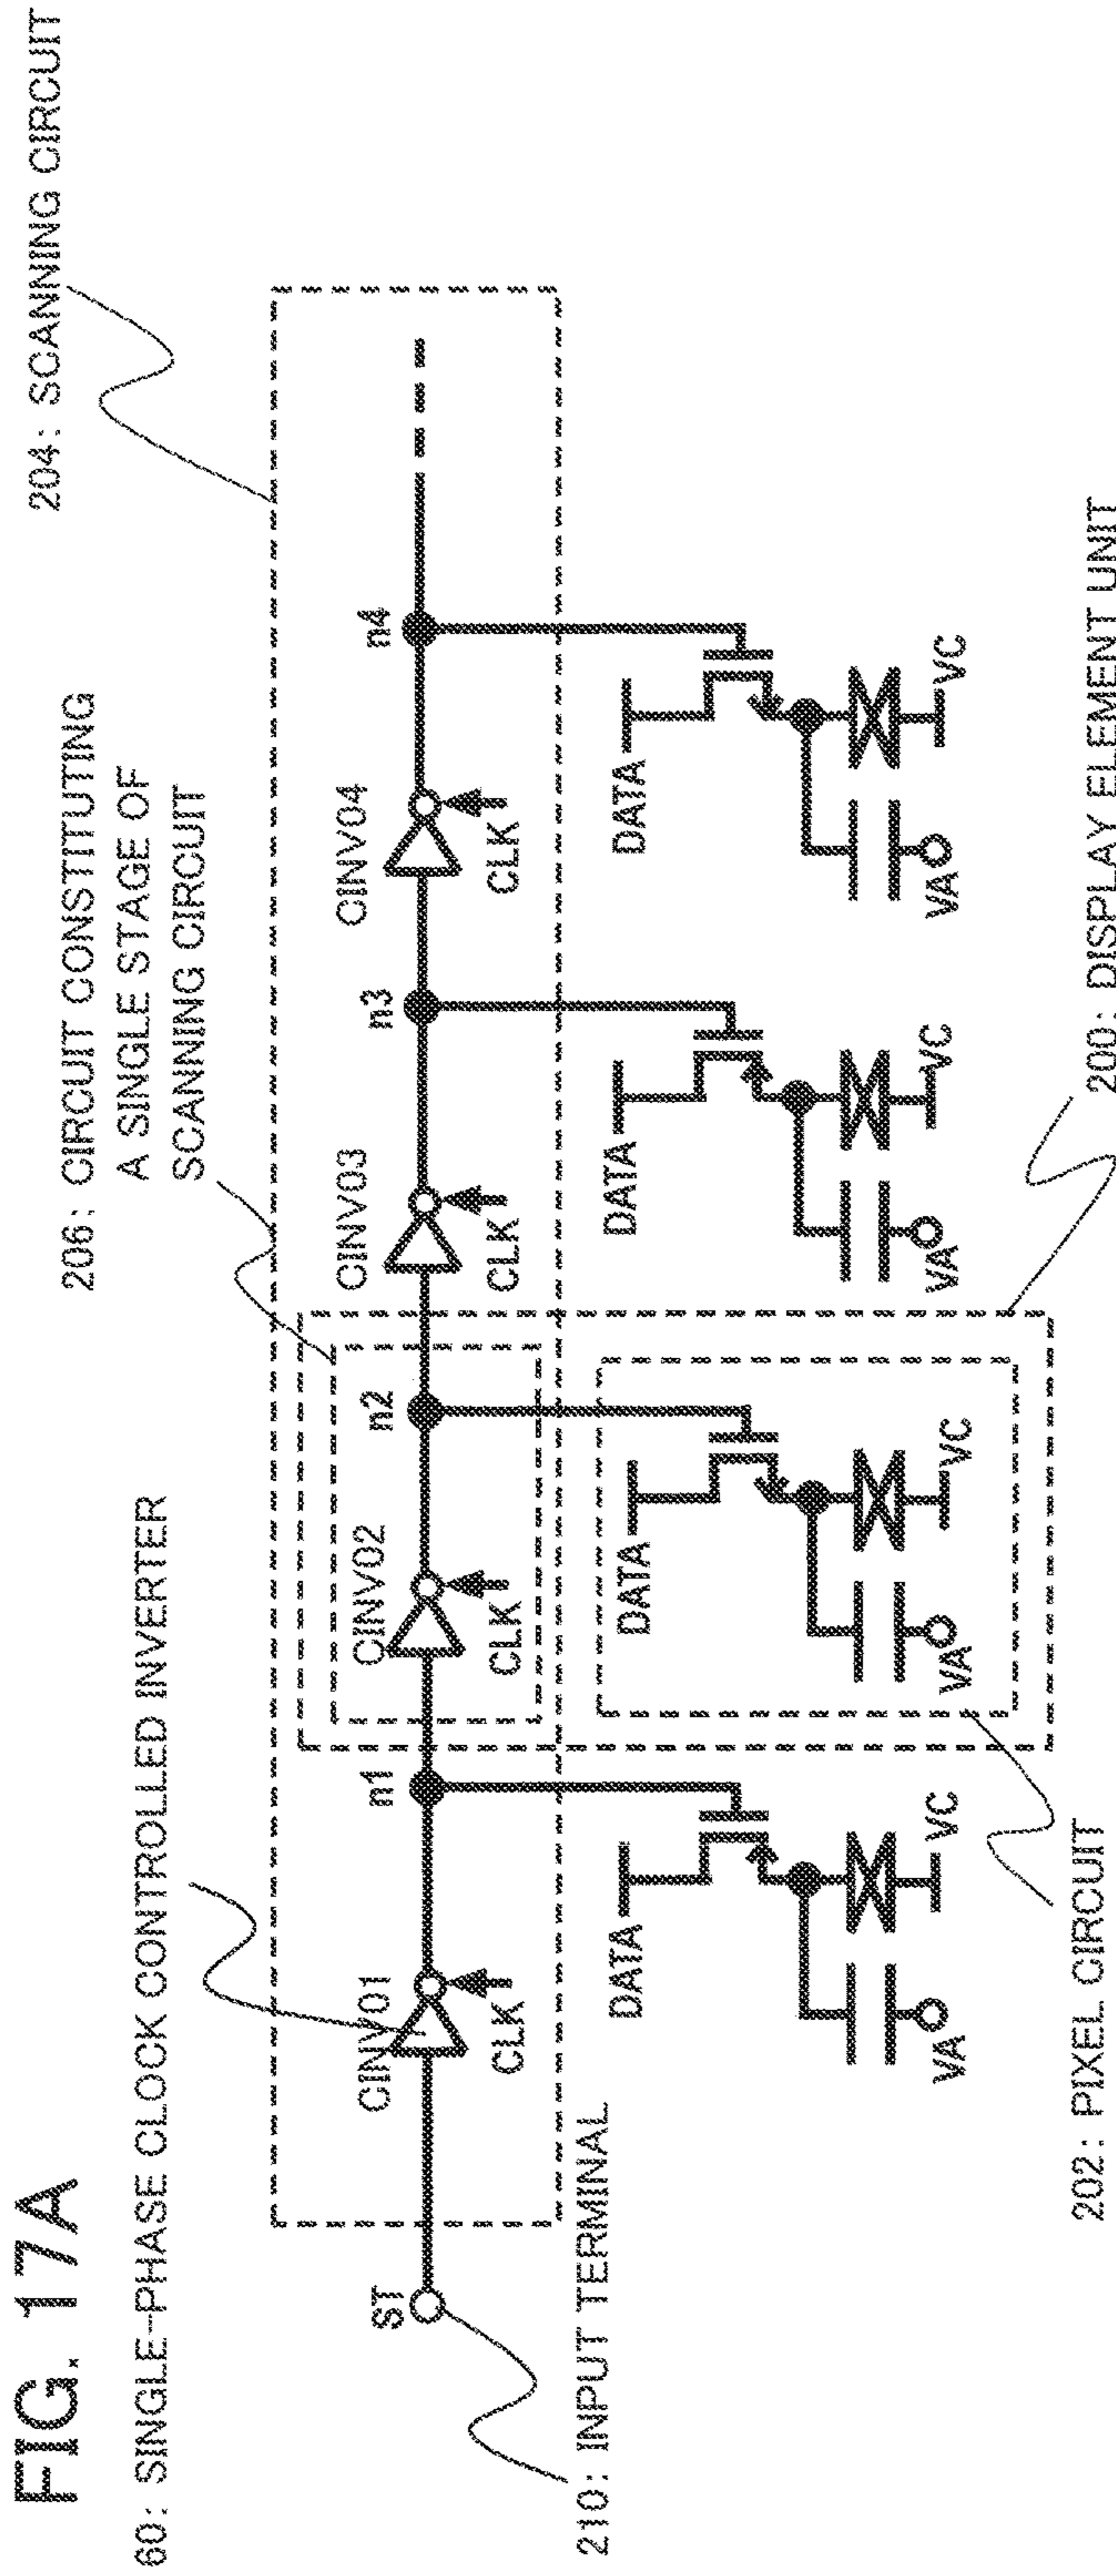 FIG. 17A
60: SINGLE-PHASE CLOCK CONTROLLED INVERTER
206: CIRCUIT CONSTITUTING
A SINGLE STAGE OF
SCANNING CIRCUIT
204: SCANNING CIRCUIT
ST
CINV01
CLK
n1
CINV02
CLK
n2
CINV03
CLK
n3
CINV04
CLK
n4
210: INPUT TERMINAL
DATA
VA
VC
DATA
VA
VC
DATA
VA
VC
DATA
VA
VC
202: PIXEL CIRCUIT
200: DISPLAY ELEMENT UNIT